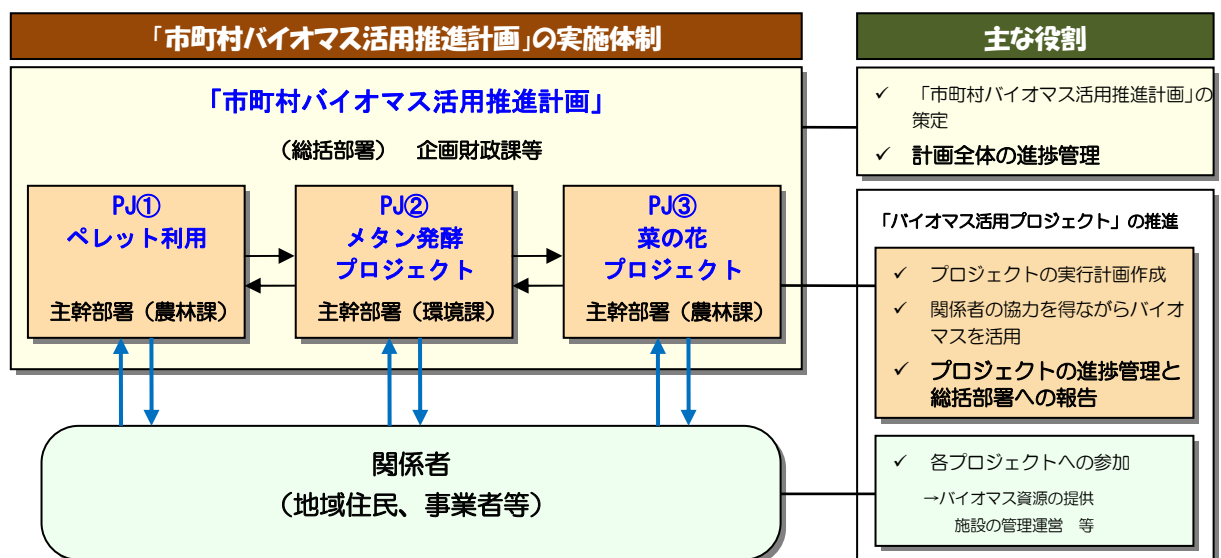 「市町村バイオマス活用推進計画」の実施体制
主な役割
「市町村バイオマス活用推進計画」
（総括部署）　企画財政課等
PJ①
ペレット利用
主幹部署（農林課）
PJ②
メタン発酵
プロジェクト
主幹部署（環境課）
PJ③
菜の花
プロジェクト
主幹部署（農林課）
関係者
（地域住民、事業者等）
✓ 「市町村バイオマス活用推進計画」の
策定
✓ 計画全体の進捗管理
「バイオマス活用プロジェクト」の推進
✓ プロジェクトの実行計画作成
✓ 関係者の協力を得ながらバイオ
マスを活用
✓ プロジェクトの進捗管理と
総括部署への報告
✓ 各プロジェクトへの参加
→バイオマス資源の提供
施設の管理運営　等